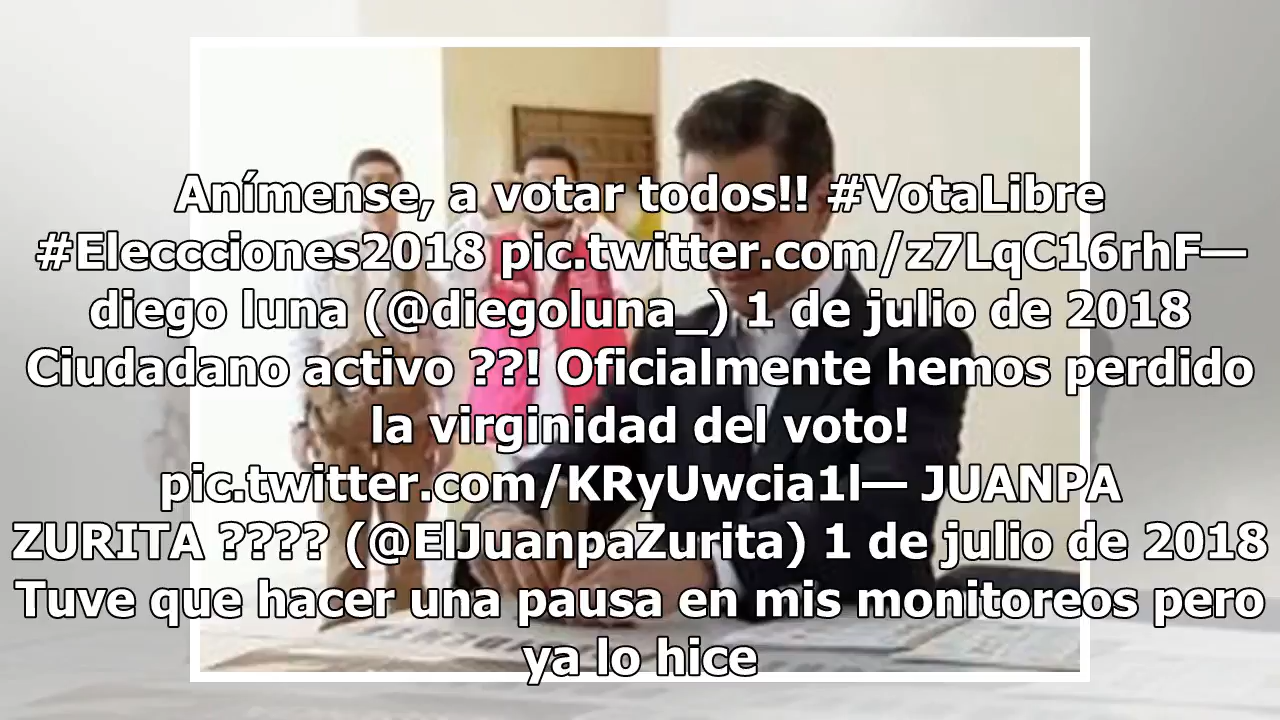 Anímense, a votar todos!! #VotaLibre
#Eleccciones2018 pic.twitter.com/z7LqC16rhF—
diego luna (@diegoluna_) 1 de julio de 2018
Ciudadano activo ??! Oficialmente hemos perdido
la virginidad del voto!
pic.twitter.com/KRyUwcia1l— JUANPA
ZURITA ???? (@ElJuanpaZurita) 1 de julio de 2018
Tuve que hacer una pausa en mis monitoreos pero
ya lo hice